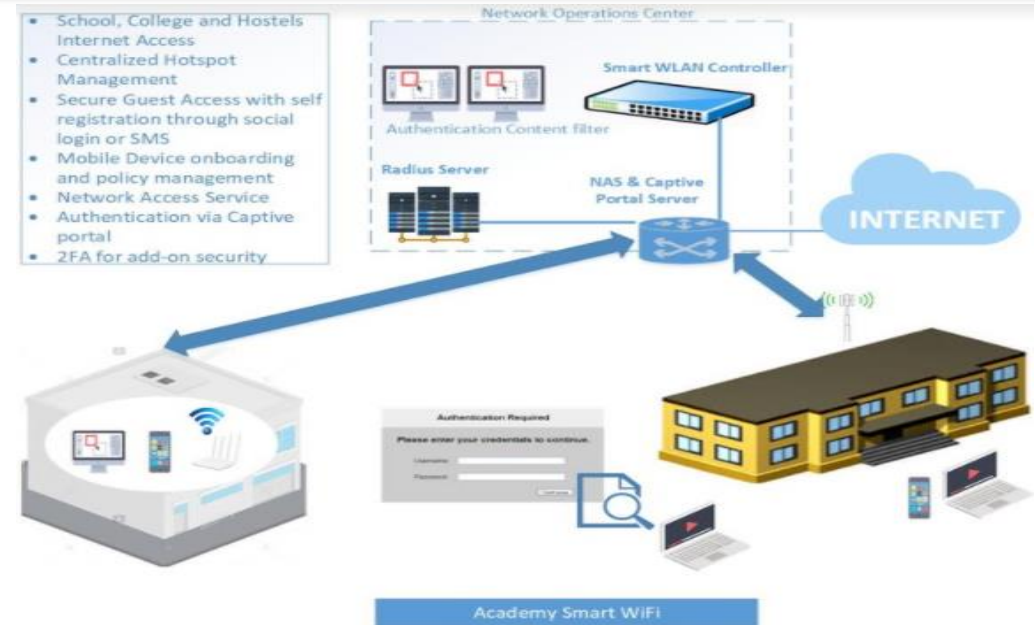 • School, College and Hostels
Internet Access
• Centralized Hotspot
Management
• Secure Guest Access with self
registration through social
login or SMS
• Mobile Device onboarding
and policy management
• Network Access Service
• Authentication via Captive
portal
• 2FA for add-on security
Network Operations Center
Smart WLAN Controller
Authentication Content filter
Radius Server
NAS & Captive
Portal Server
INTERNET
Authentication Required
Please enter your credentials to continue.
Username:
Password:
Academy Smart WiFi